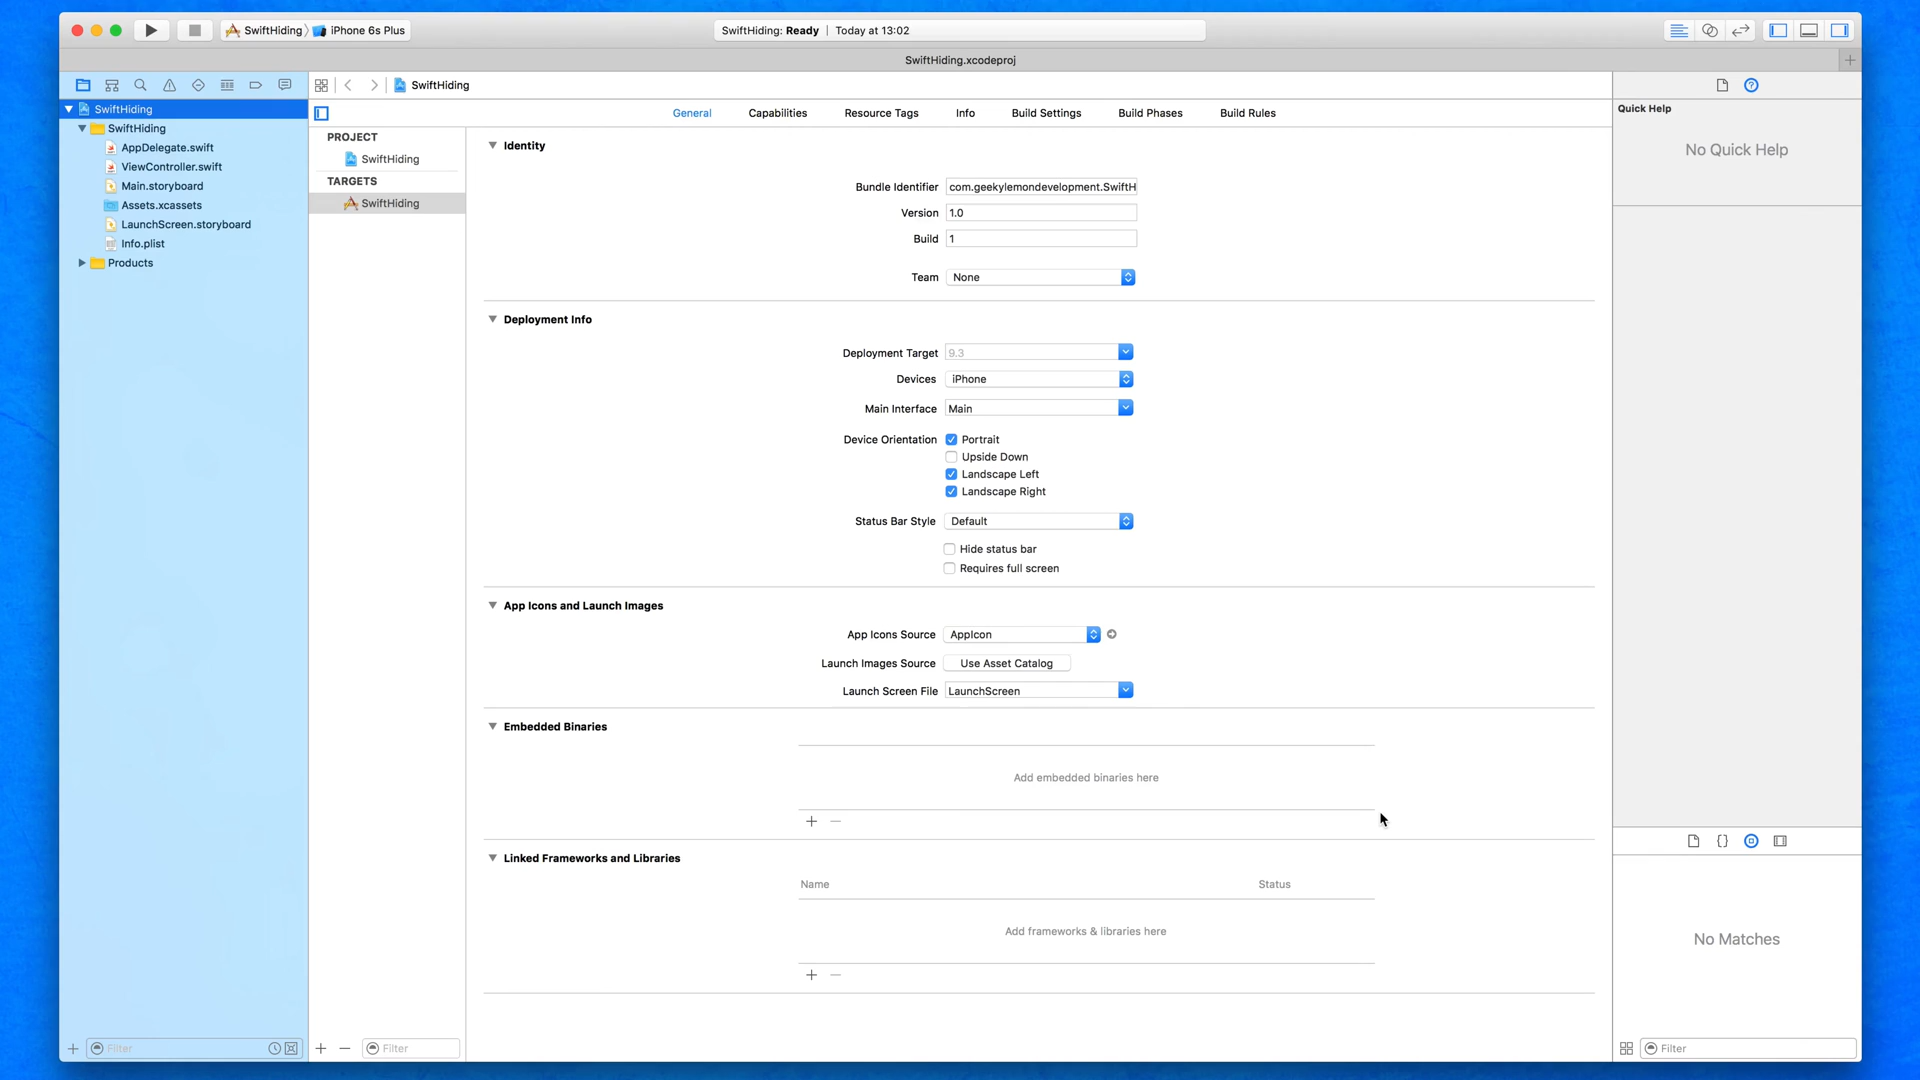 SwiftHiding iPhone 6s Plus
SwiftHiding: Ready Today at 13:02
SwiftHiding.xcodeproj
SwiftHiding
Quick Help
No Quick Help
SwiftHiding
SwiftHiding
AppDelegate.swift
ViewController.swift
Main.storyboard
Assets.xcassets
LaunchScreen.storyboard
Info.plist
Products
General Capabilities Resource Tags Info Build Settings Build Phases Build Rules
PROJECT
SwiftHiding
TARGETS
SwiftHiding
Identity
Bundle Identifier com.geekylemondevelopment.SwiftH
Version 1.0
Build 1
Team None
Deployment Info
Deployment Target 9.3
Devices iPhone
Main Interface Main
Device Orientation Portrait
Upside Down
Landscape Left
Landscape Right
Status Bar Style Default
Hide status bar
Requires full screen
App Icons and Launch Images
App Icons Source AppIcon
Launch Images Source Use Asset Catalog
Launch Screen File LaunchScreen
Embedded Binaries
Add embedded binaries here
Linked Frameworks and Libraries
Name Status
Add frameworks & libraries here
No Matches
Filter
Filter
Filter